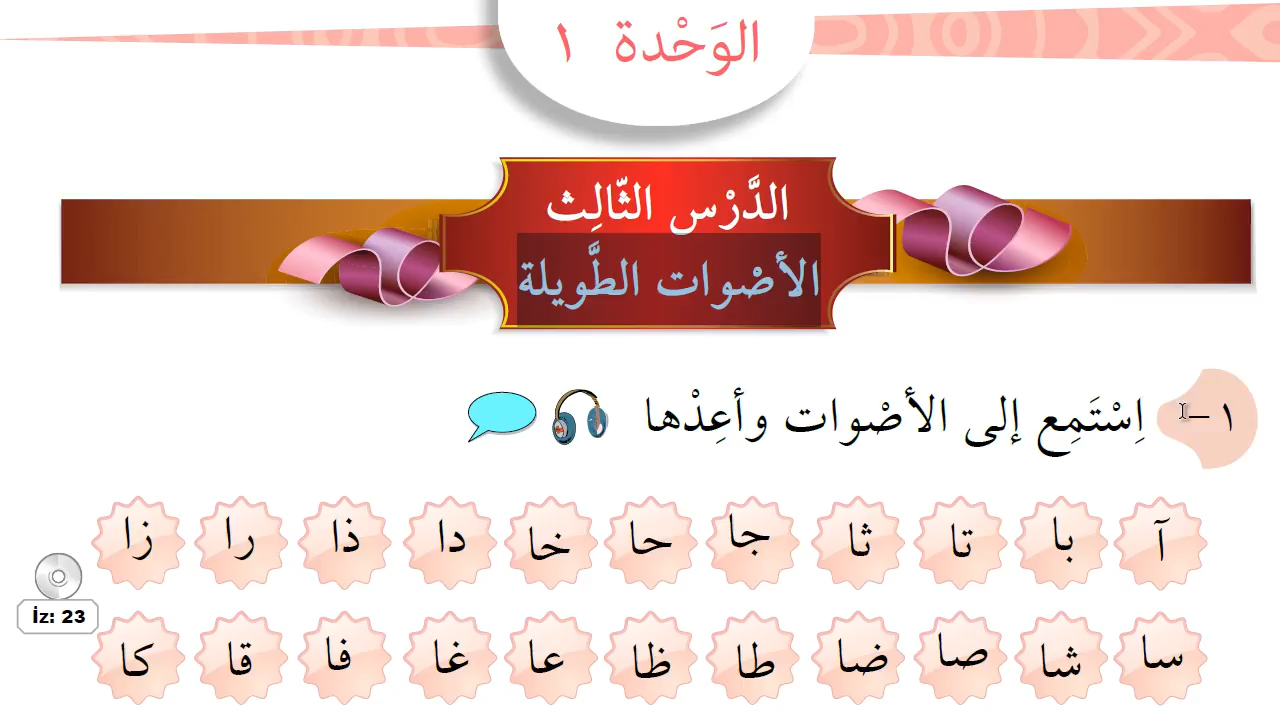 الوَحْدة ١
الدَّرْس الثّالِث
الأصْوات الطَّويلة
١– اِسْتَمِع إلى الأصْوات وأعِدْها
آ با تا ثا جا حا خا دا ذا را زا
İz: 23
سا شا صا ضا طا ظا عا غا فا قا كا